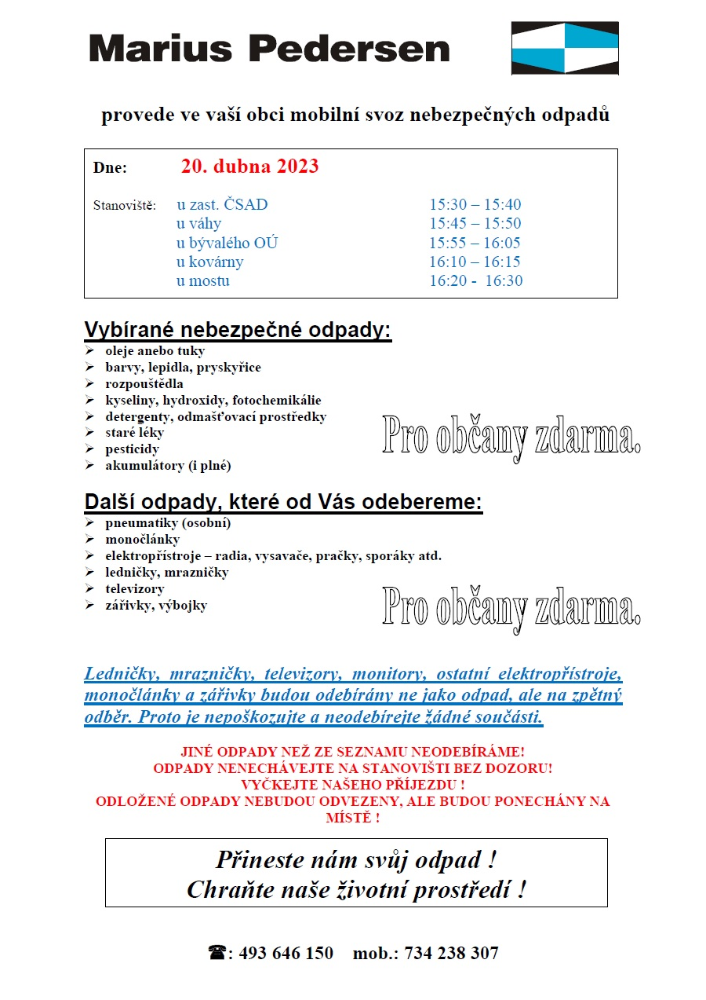 Marius Pedersen
provede ve vaší obci mobilní svoz nebezpečných odpadů
Dne: 20. dubna 2023
Stanoviště: u zast. ČSAD 15:30 – 15:40
u váhy 15:45 – 15:50
u bývalého OÚ 15:55 – 16:05
u kovárny 16:10 – 16:15
u mostu 16:20 - 16:30
Vybírané nebezpečné odpady:
➢ oleje anebo tuky
➢ barvy, lepidla, pryskyřice
➢ rozpouštědla
➢ kyseliny, hydroxidy, fotochemikálie
➢ detergenty, odmašťovací prostředky
➢ staré léky
➢ pesticidy
➢ akumulátory (i plné)
Pro občany zdarma.
Další odpady, které od Vás odebereme:
➢ pneumatiky (osobní)
➢ monočlánky
➢ elektropřístroje – radia, vysavače, pračky, sporáky atd.
➢ ledničky, mrazničky
➢ televizory
➢ zářivky, výbojky
Pro občany zdarma.
Ledničky, mrazničky, televizory, monitory, ostatní elektropřístroje,
monočlánky a zářivky budou odebírány ne jako odpad, ale na zpětný
odběr. Proto je nepoškozujte a neodebírejte žádné součásti.
JINÉ ODPADY NEŽ ZE SEZNAMU NEODEBÍRÁME!
ODPADY NENECHÁVEJTE NA STANOVIŠTI BEZ DOZORU!
VYČKEJTE NAŠEHO PŘÍJEZDU !
ODLOŽENÉ ODPADY NEBUDOU ODVEZENY, ALE BUDOU PONECHÁNY NA
MÍSTĚ !
Přineste nám svůj odpad !
Chraňte naše životní prostředí !
☎: 493 646 150 mob.: 734 238 307